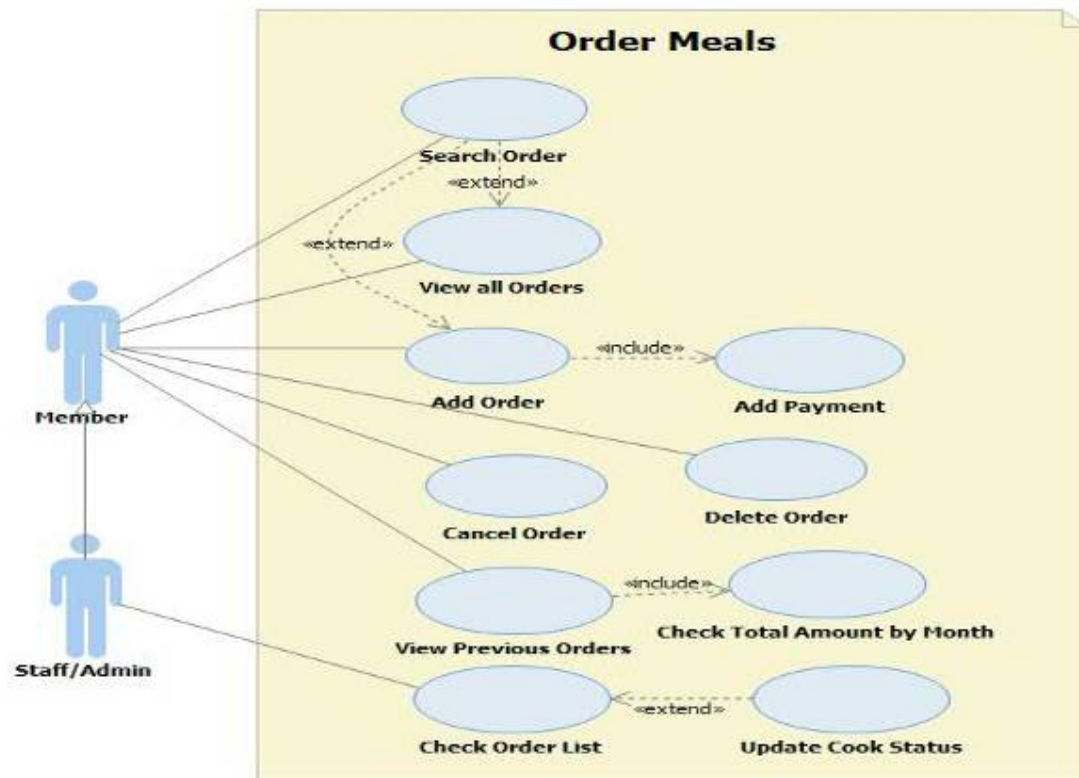 Order Meals
Search Order
«extend»
«extend»
View all Orders
Member
«include»
Add Order
Add Payment
Cancel Order
Delete Order
«include»
Check Total Amount by Month
View Previous Orders
Staff/Admin
«extend»
Check Order List
Update Cook Status